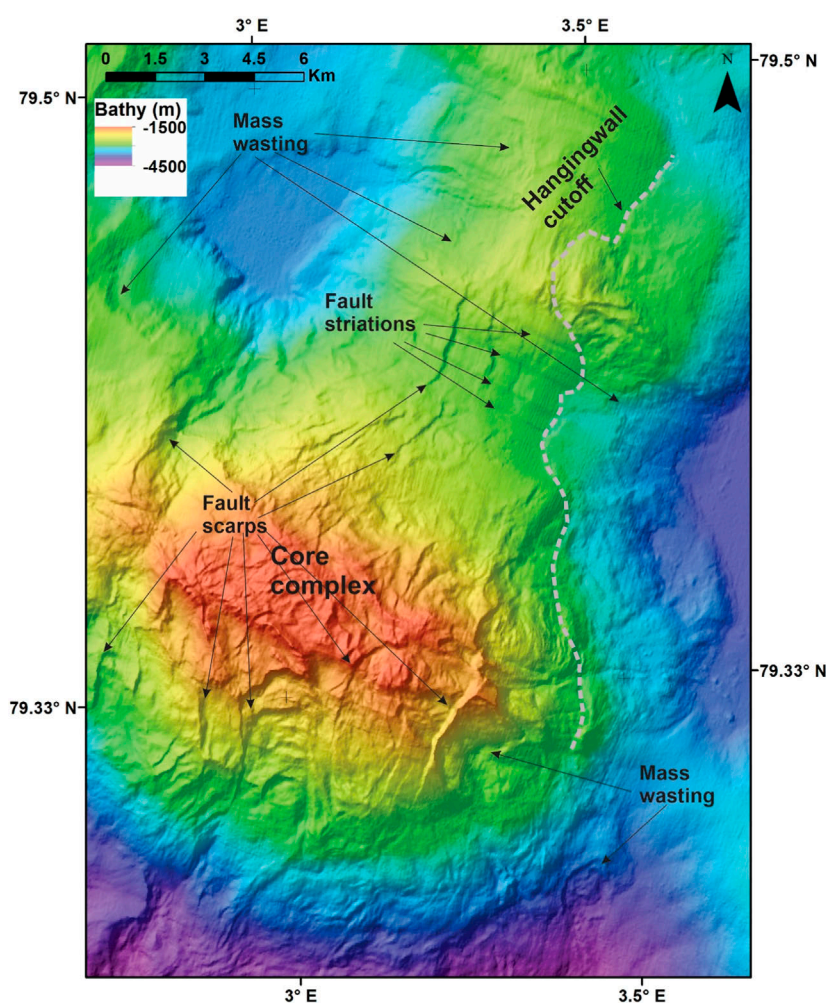 3° E
3.5° E
0 1.5 3 4.5 6
Km
N
79.5° N
79.5° N
Bathy (m)
-1500
-4500
Mass
wasting
Hangingwall
cutoff
Fault
striations
Fault
scarps
Core
complex
79.33° N
79.33° N
Mass
wasting
3° E
3.5° E